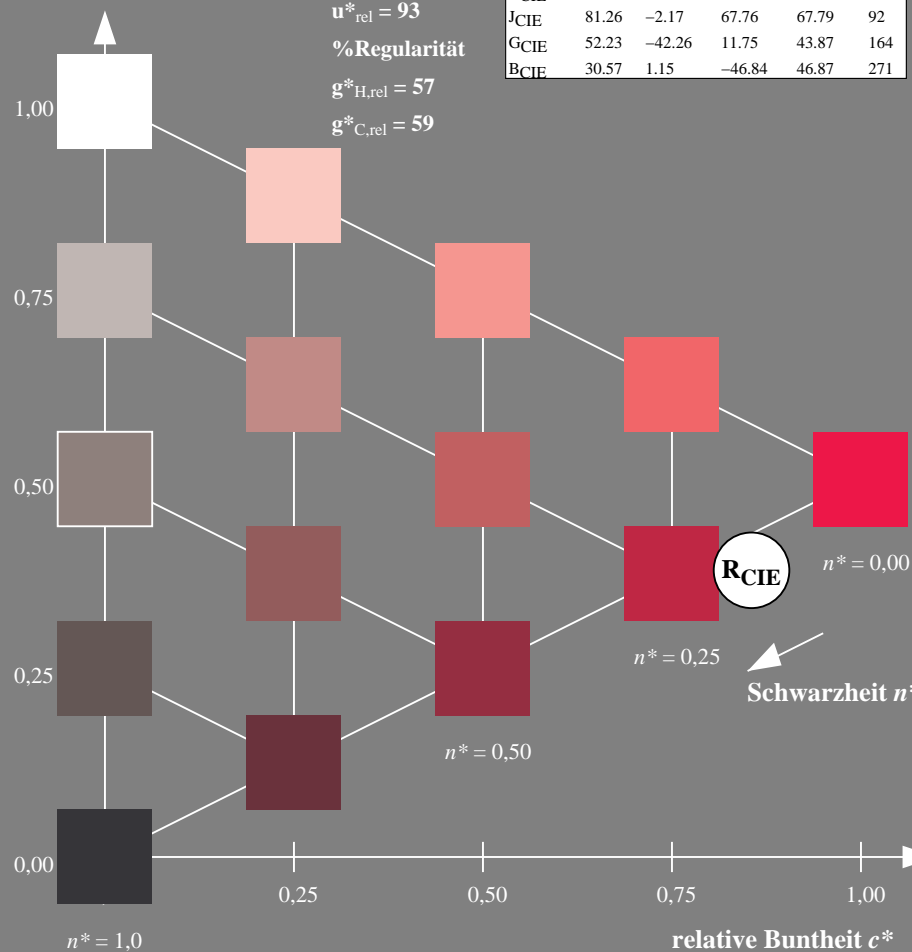 u*rel = 93
%Regularität
g*H,rel = 57
g*C,rel = 59
CIE
JCIE 81.26 −2.17 67.76 67.79 92
GCIE 52.23 −42.26 11.75 43.87 164
BCIE 30.57 1.15 −46.84 46.87 271
1,00
0,75
0,50
0,25
0,00
RCIE
n* = 0,00
n* = 0,25
Schwarzheit n*
n* = 0,50
0,25 0,50 0,75 1,00
n* = 1,0
relative Buntheit c*